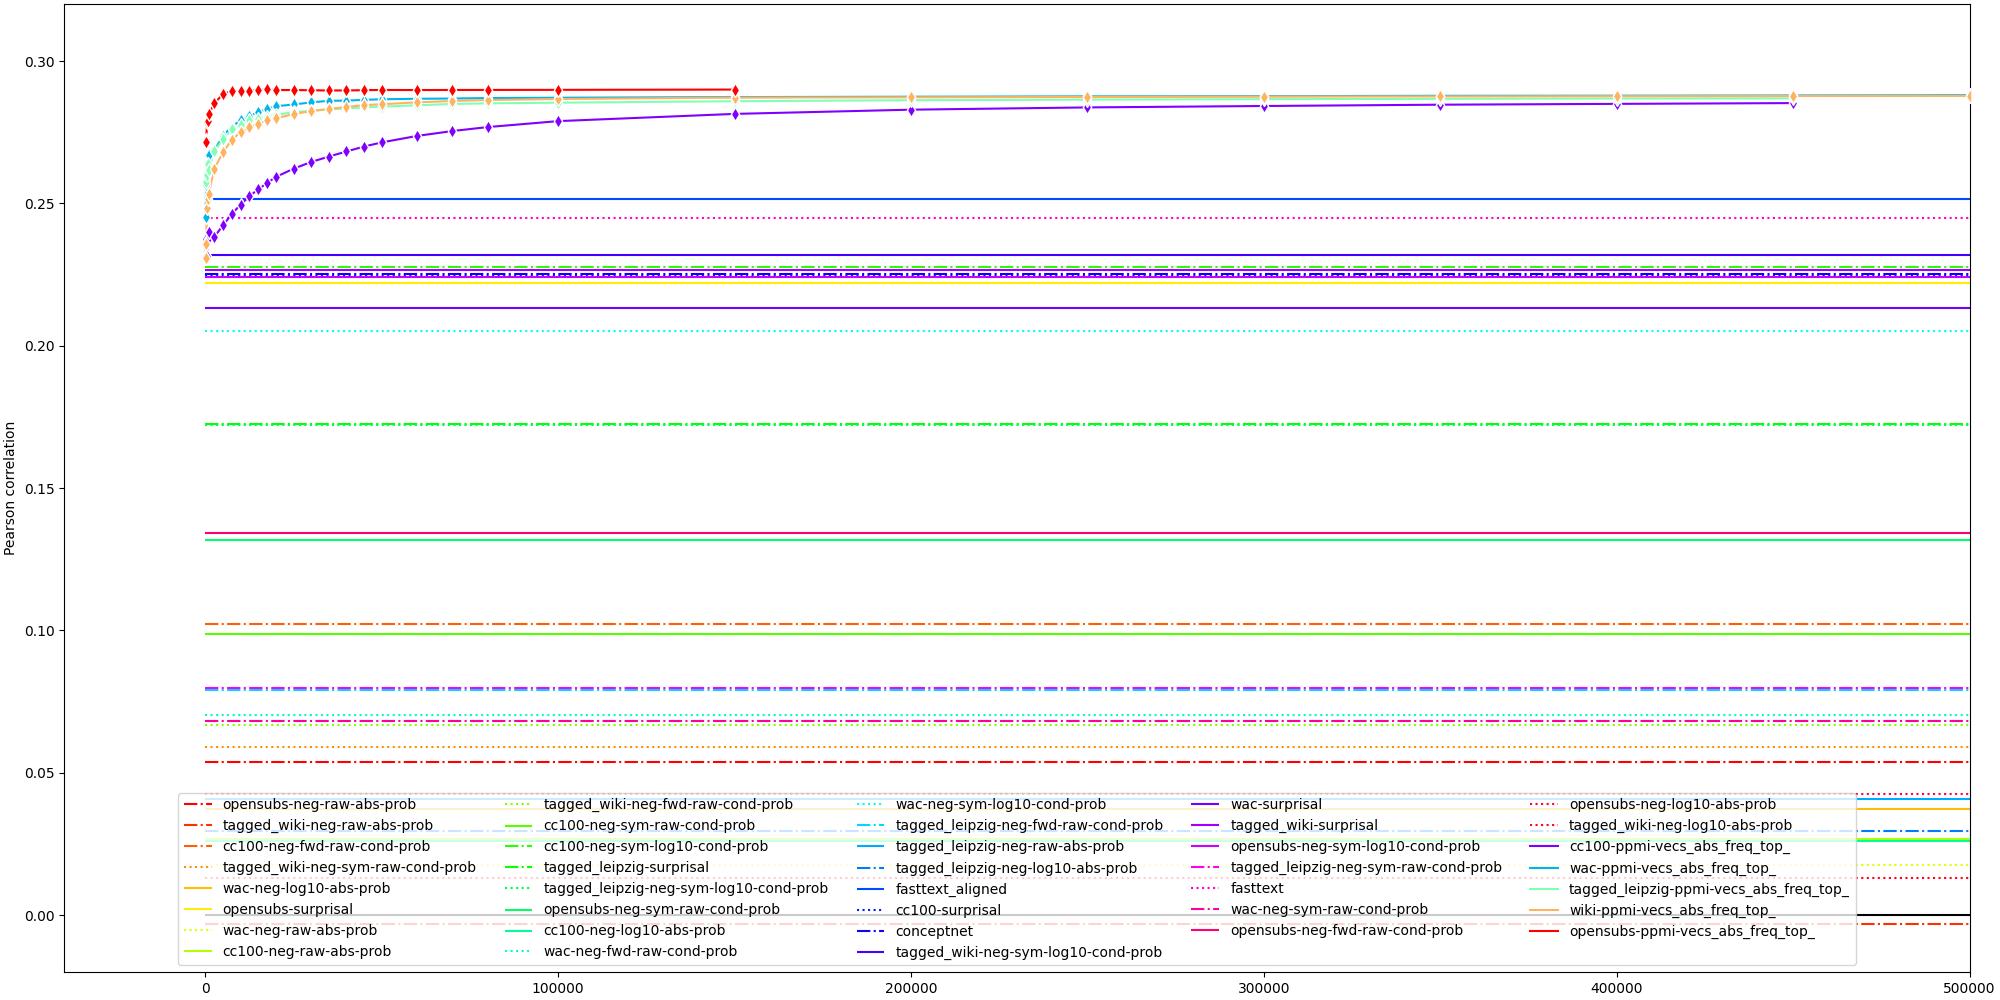 0.30
0.25
0.20
0.15
0.10
0.05
0.00
Pearson correlation
0
100000
200000
300000
400000
500000
opensubs-neg-raw-abs-prob
tagged_wiki-neg-raw-abs-prob
cc100-neg-fwd-raw-cond-prob
tagged_wiki-neg-sym-raw-cond-prob
wac-neg-log10-abs-prob
opensubs-surprisal
wac-neg-raw-abs-prob
cc100-neg-raw-abs-prob
tagged_wiki-neg-fwd-raw-cond-prob
cc100-neg-sym-raw-cond-prob
cc100-neg-sym-log10-cond-prob
tagged_leipzig-surprisal
tagged_leipzig-neg-sym-log10-cond-prob
opensubs-neg-sym-raw-cond-prob
cc100-neg-log10-abs-prob
wac-neg-fwd-raw-cond-prob
wac-neg-sym-log10-cond-prob
tagged_leipzig-neg-fwd-raw-cond-prob
tagged_leipzig-neg-raw-abs-prob
tagged_leipzig-neg-log10-abs-prob
fasttext_aligned
cc100-surprisal
conceptnet
tagged_wiki-neg-sym-log10-cond-prob
wac-surprisal
tagged_wiki-surprisal
opensubs-neg-sym-log10-cond-prob
tagged_leipzig-neg-sym-raw-cond-prob
fasttext
wac-neg-sym-raw-cond-prob
opensubs-neg-fwd-raw-cond-prob
opensubs-neg-log10-abs-prob
tagged_wiki-neg-log10-abs-prob
cc100-ppmi-vecs_abs_freq_top_
wac-ppmi-vecs_abs_freq_top_
tagged_leipzig-ppmi-vecs_abs_freq_top_
wiki-ppmi-vecs_abs_freq_top_
opensubs-ppmi-vecs_abs_freq_top_